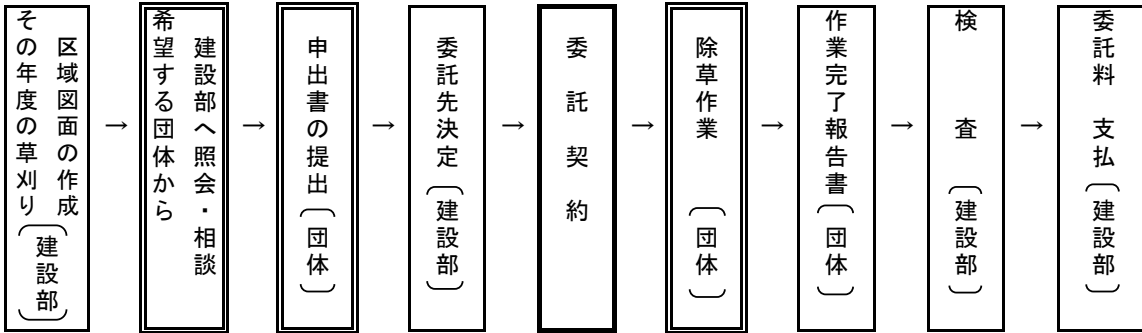 その年度の草刈り
区域図面の作成
〔建設部〕
→
希望する団体から
建設部へ照会・相談
→
申出書の提出〔団体〕
→
委託先決定〔建設部〕
→
委託契約
→
除草作業〔団体〕
→
作業完了報告書〔団体〕
→
検査〔建設部〕
→
委託料 支払〔建設部〕